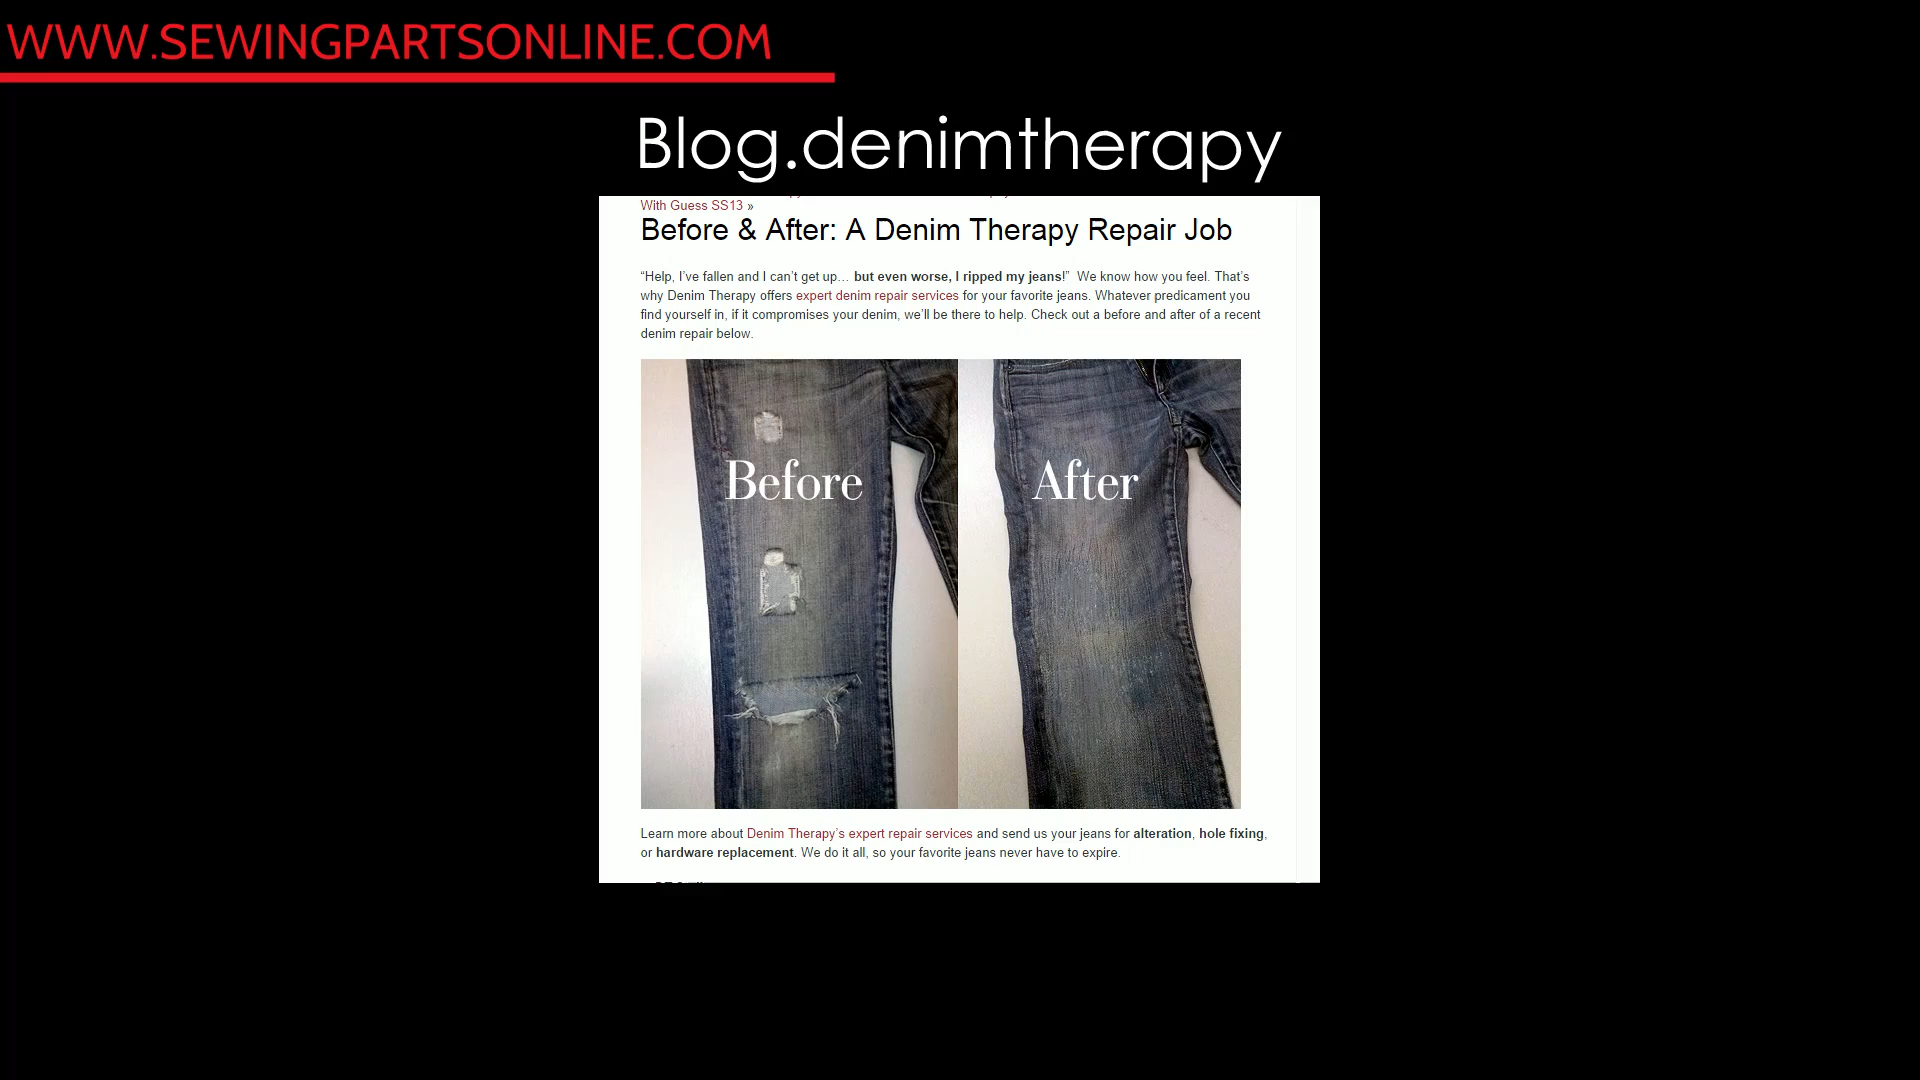 WWW.SEWINGPARTSONLINE.COM
Blog.denimtherapy
With Guess SS13 »
Before & After: A Denim Therapy Repair Job
“Help, I’ve fallen and I can’t get up… but even worse, I ripped my jeans!” We know how you feel. That’s
why Denim Therapy offers expert denim repair services for your favorite jeans. Whatever predicament you
find yourself in, if it compromises your denim, we’ll be there to help. Check out a before and after of a recent
denim repair below.
Before
After
Learn more about Denim Therapy’s expert repair services and send us your jeans for alteration, hole fixing,
or hardware replacement. We do it all, so your favorite jeans never have to expire.